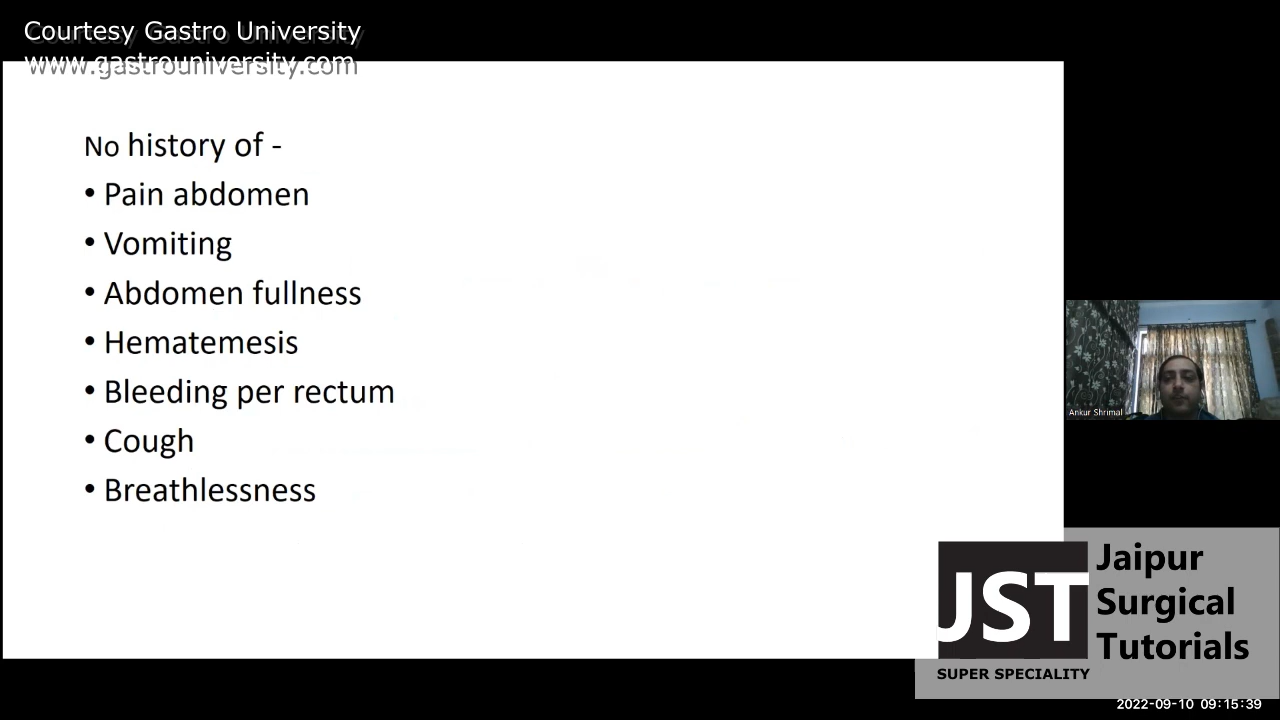 Courtesy Gastro University
www.gastrouniversity.com
No history of -
• Pain abdomen
• Vomiting
• Abdomen fullness
• Hematemesis
• Bleeding per rectum
• Cough
• Breathlessness
Ankur Shrimal
JST
Jaipur
Surgical
Tutorials
SUPER SPECIALITY
2022-09-10 09:15:39